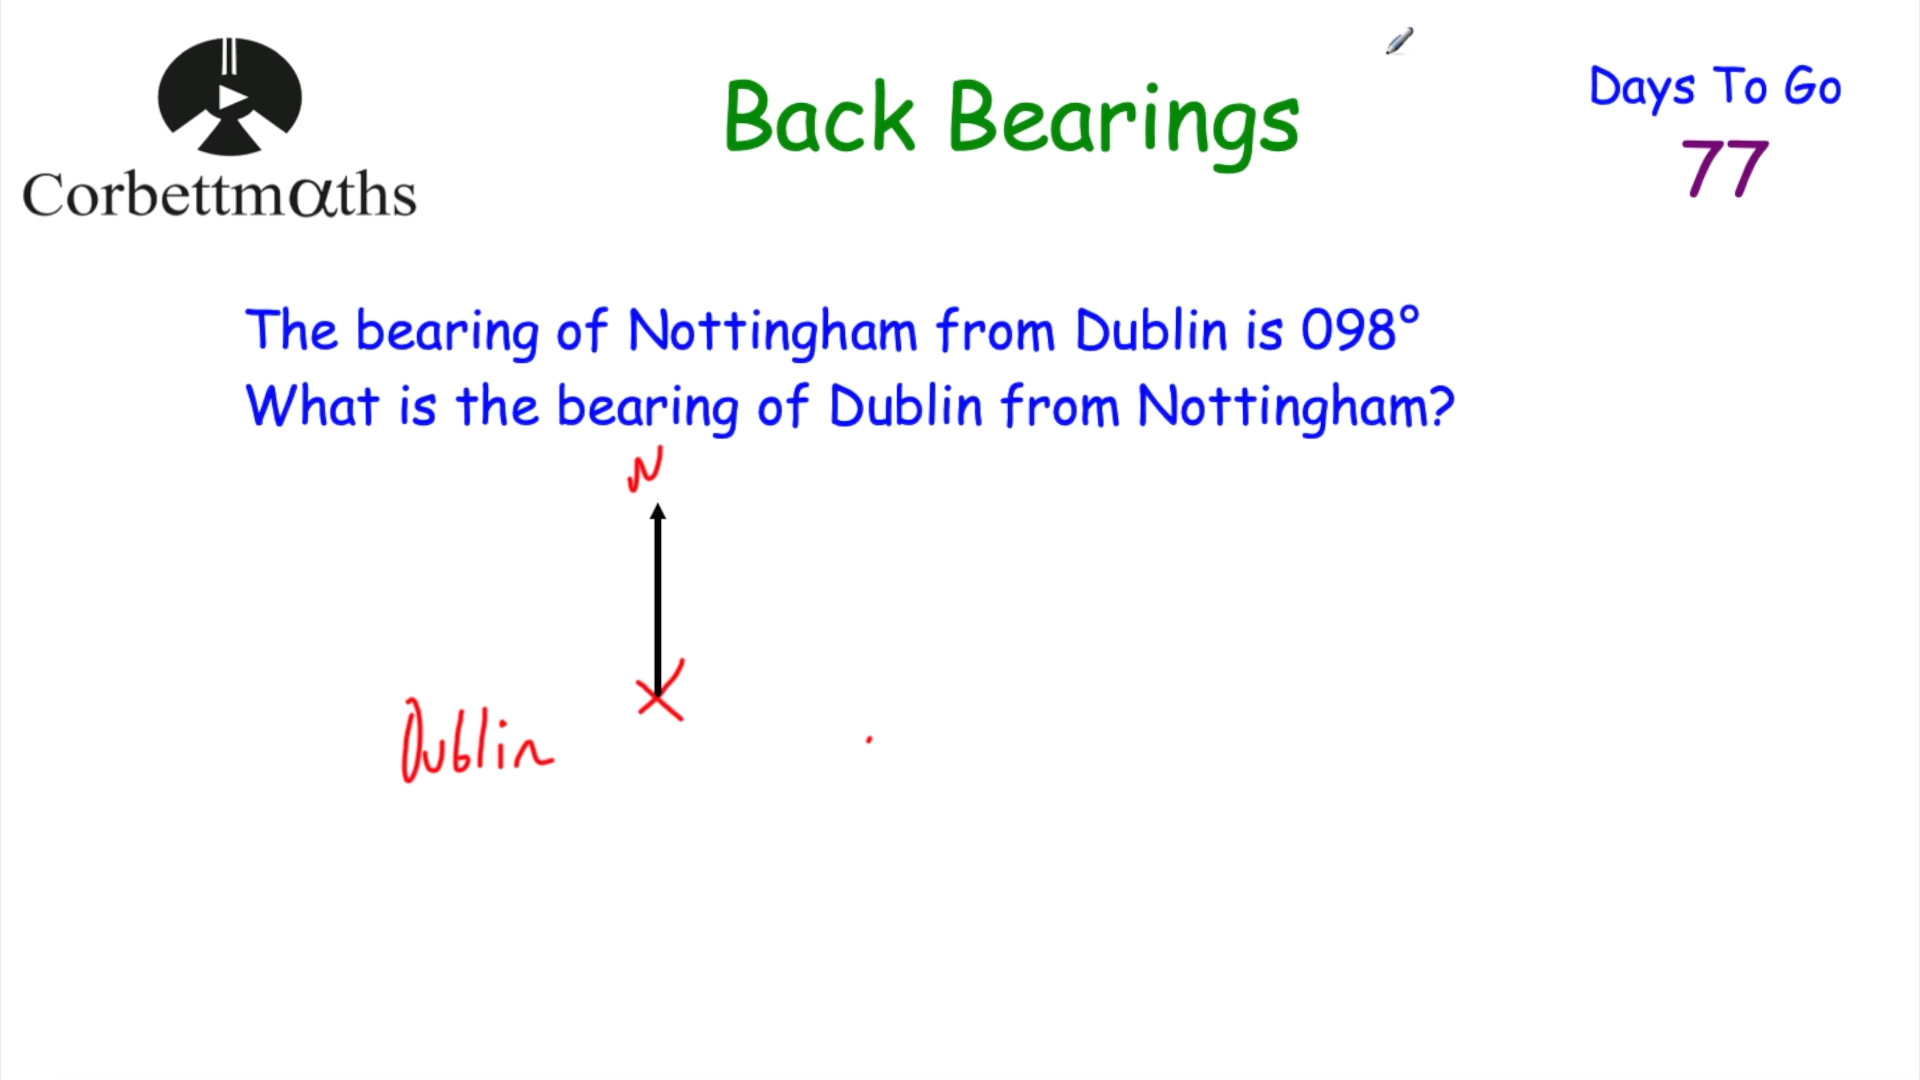 Corbettmαths
Back Bearings
Days To Go
77
The bearing of Nottingham from Dublin is 098°
What is the bearing of Dublin from Nottingham?
N
Dublin